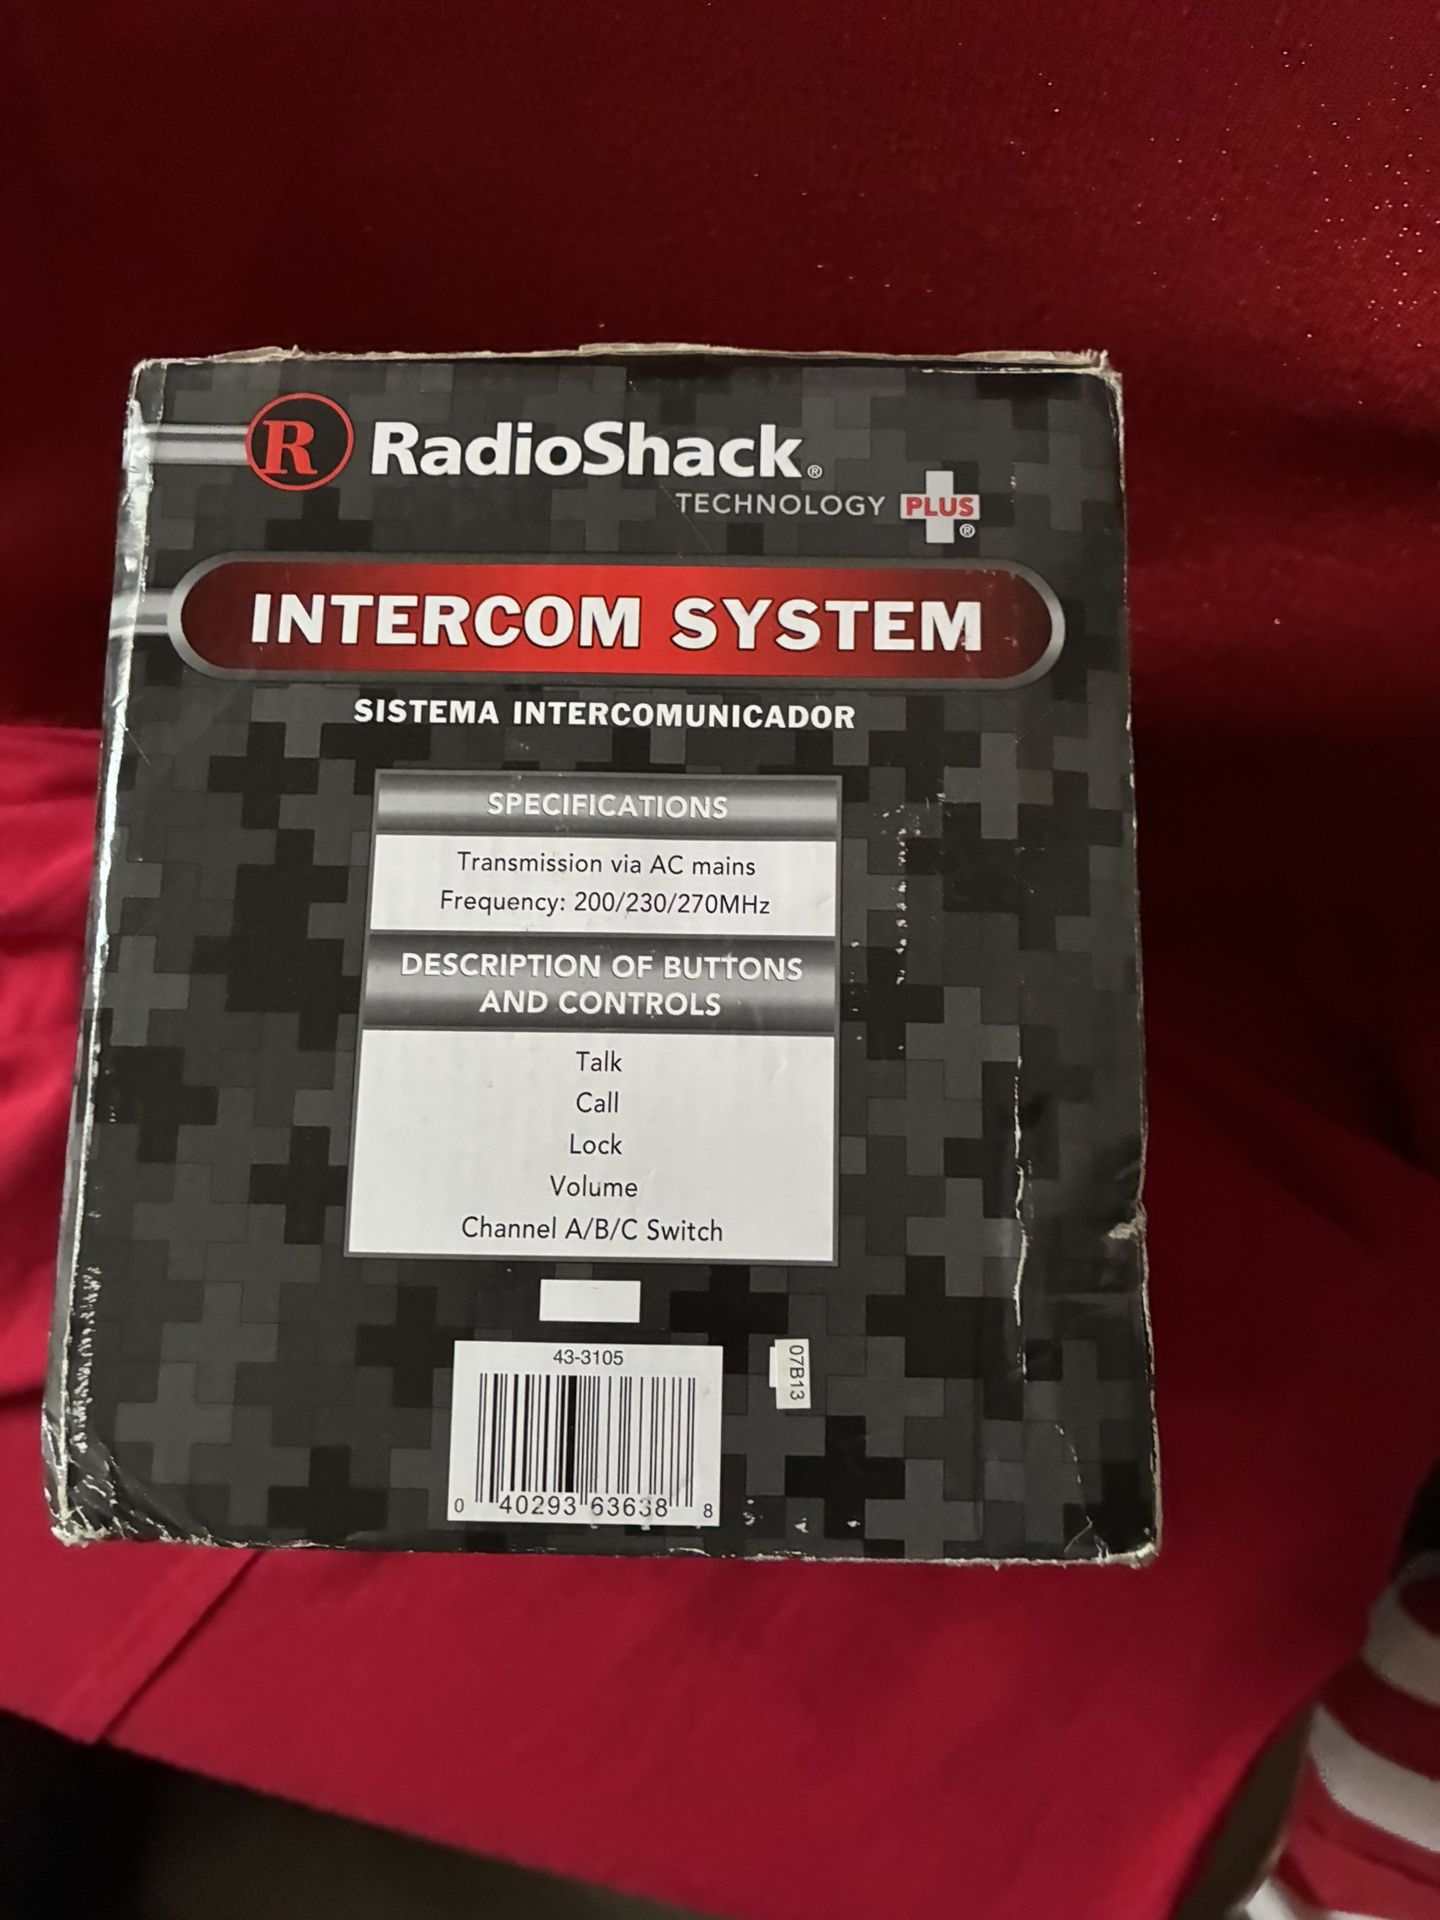 R RadioShack®
TECHNOLOGY PLUS®
INTERCOM SYSTEM
SISTEMA INTERCOMUNICADOR
SPECIFICATIONS
Transmission via AC mains
Frequency: 200/230/270MHz
DESCRIPTION OF BUTTONS
AND CONTROLS
Talk
Call
Lock
Volume
Channel A/B/C Switch
43-3105
07B13
0 40293 63638 8